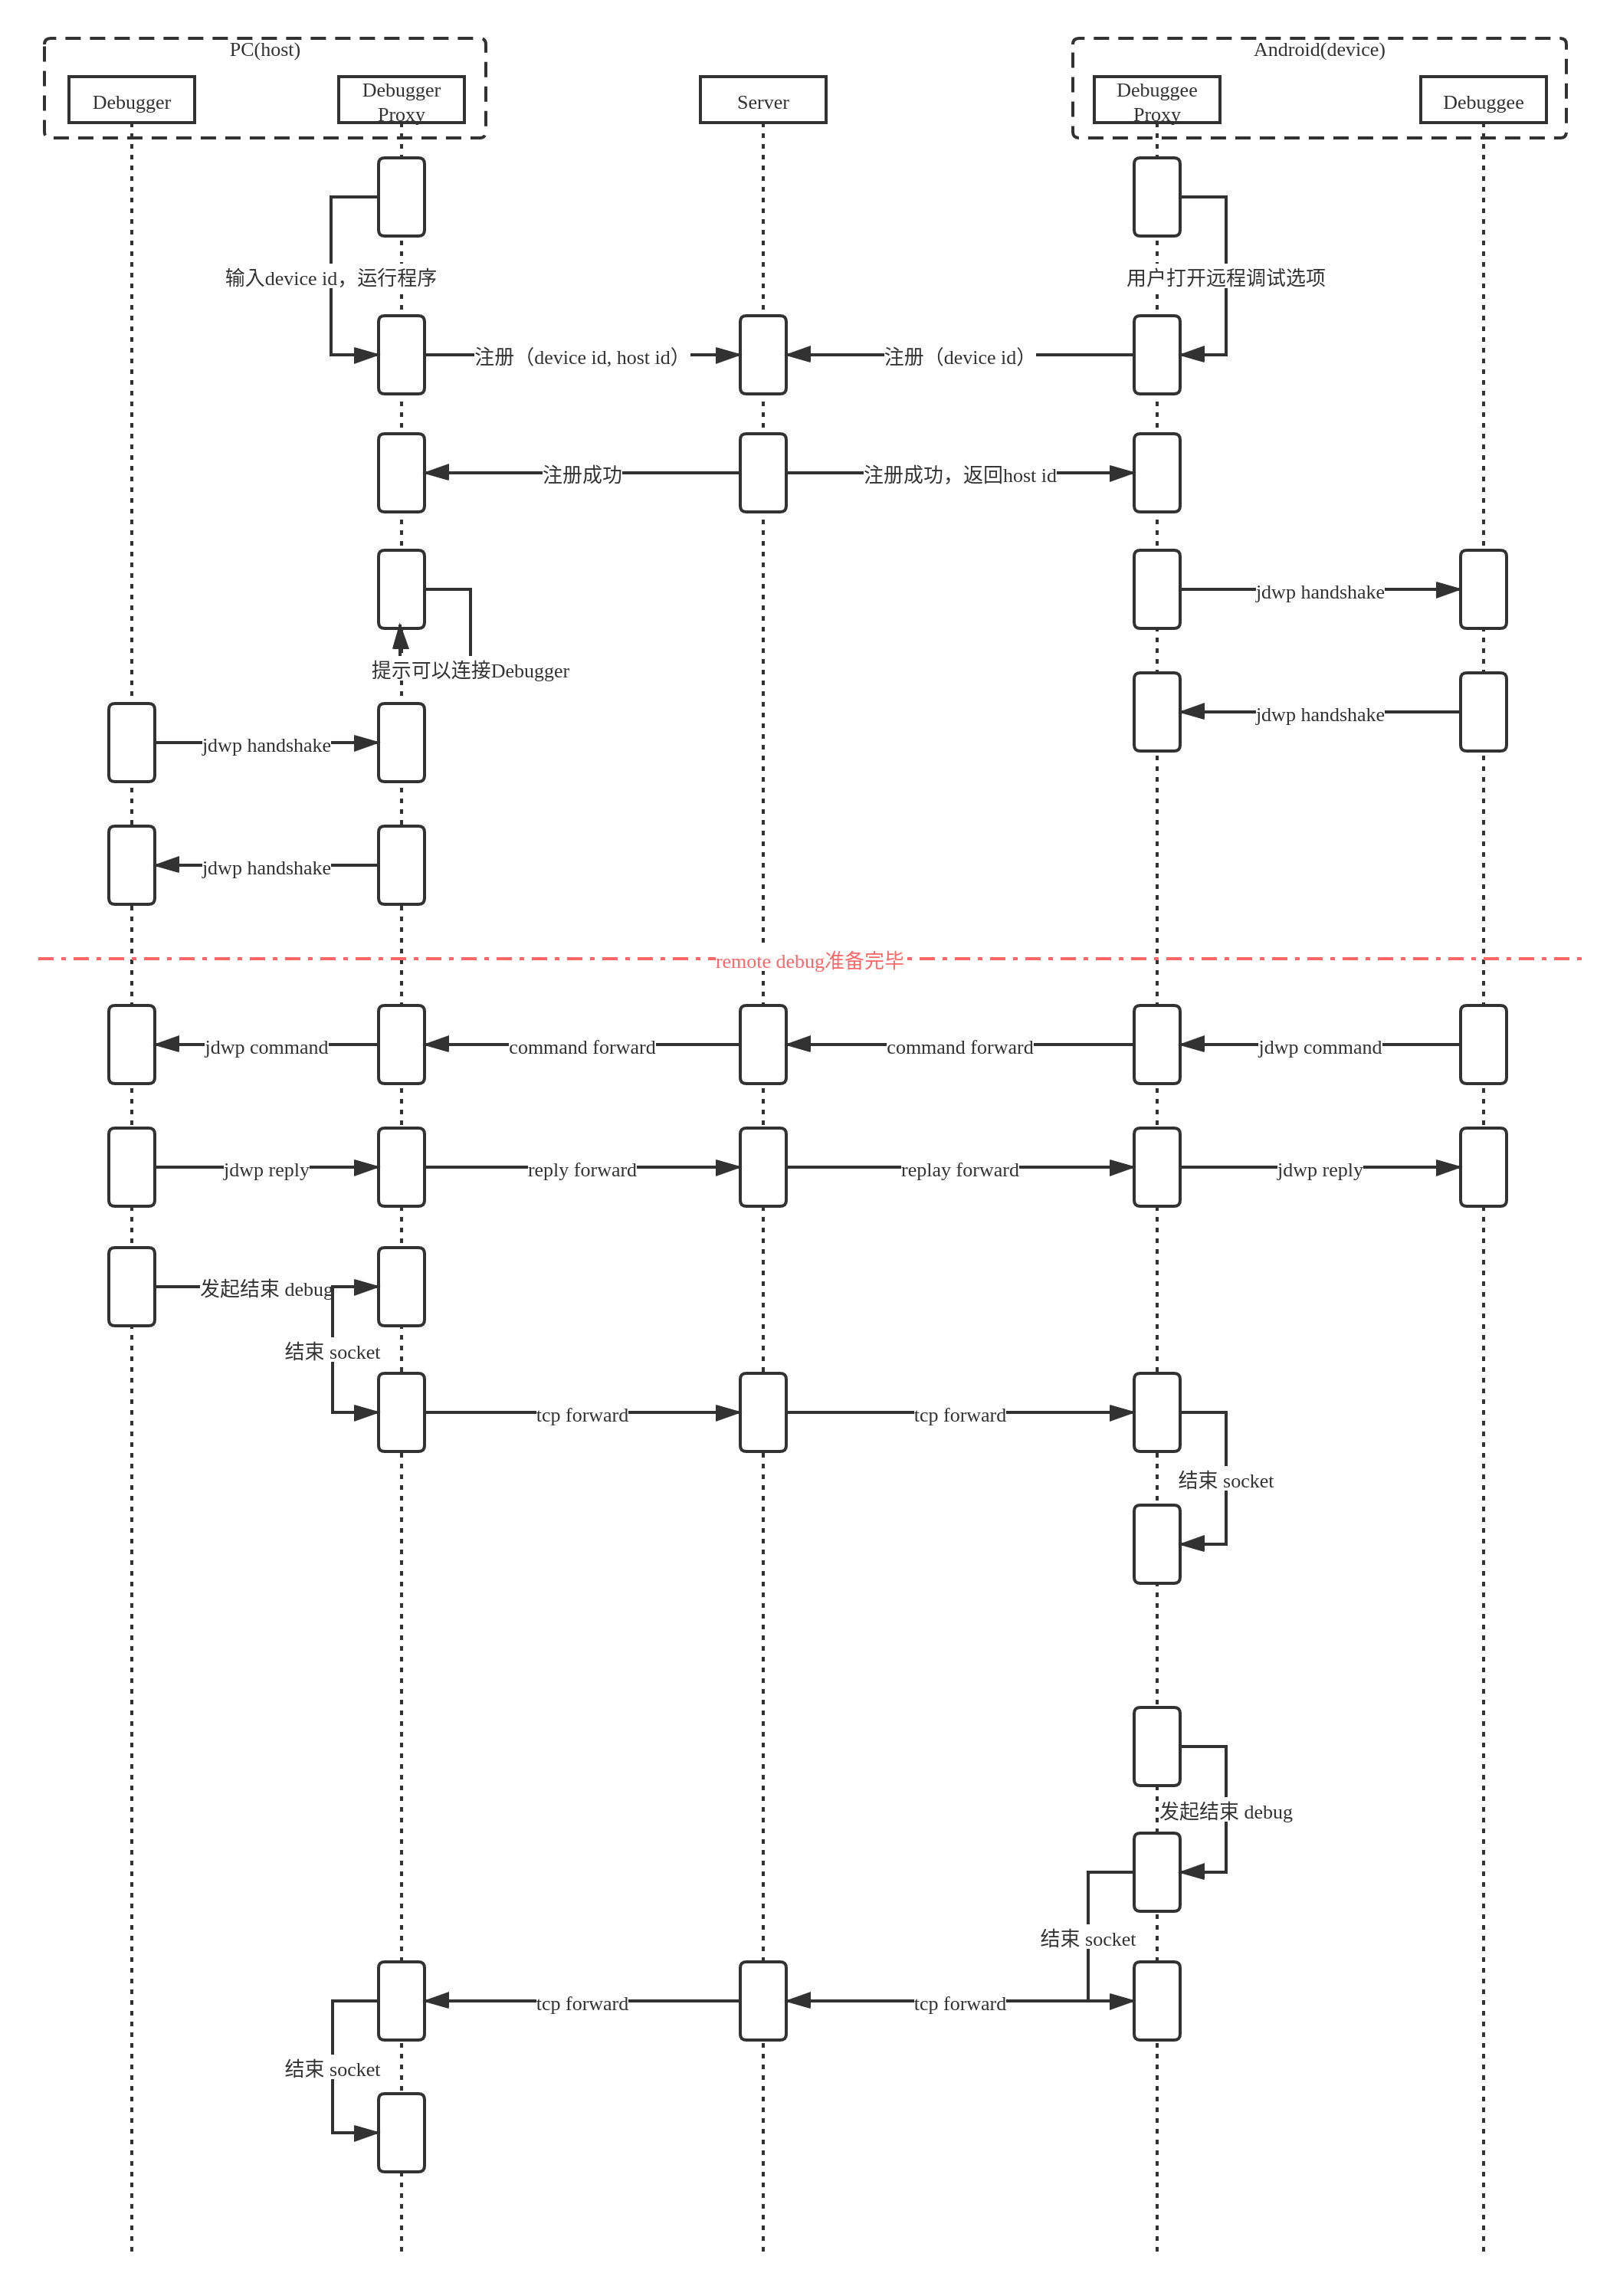 PC(host)
Android(device)
Debugger
Debugger
Proxy
Server
Debuggee
Proxy
Debuggee
输入device id，运行程序
用户打开远程调试选项
注册（device id, host id）
注册（device id）
注册成功
注册成功，返回host id
jdwp handshake
提示可以连接Debugger
jdwp handshake
jdwp handshake
jdwp handshake
remote debug准备完毕
jdwp command
command forward
command forward
jdwp command
jdwp reply
reply forward
replay forward
jdwp reply
发起结束 debug
结束 socket
tcp forward
tcp forward
结束 socket
发起结束 debug
结束 socket
tcp forward
tcp forward
结束 socket